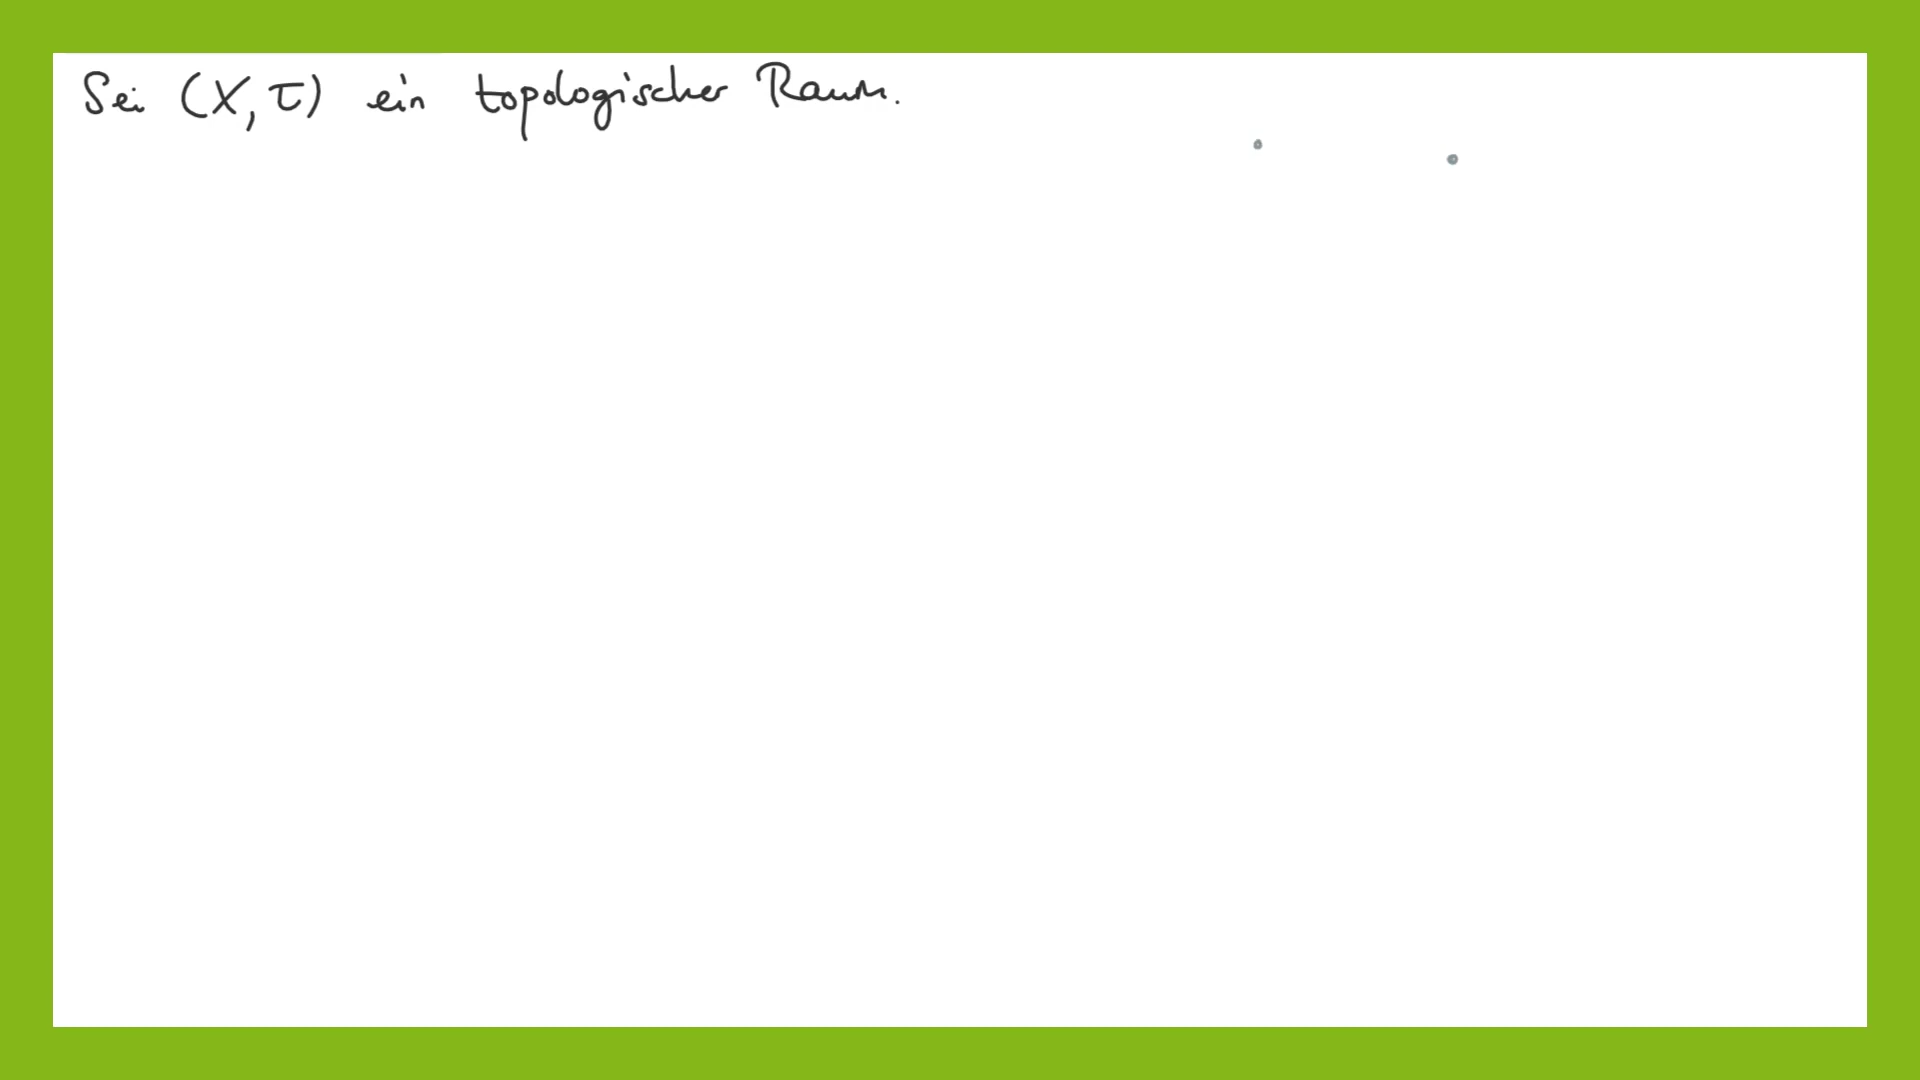 Sei (X, τ) ein topologischer Raum.